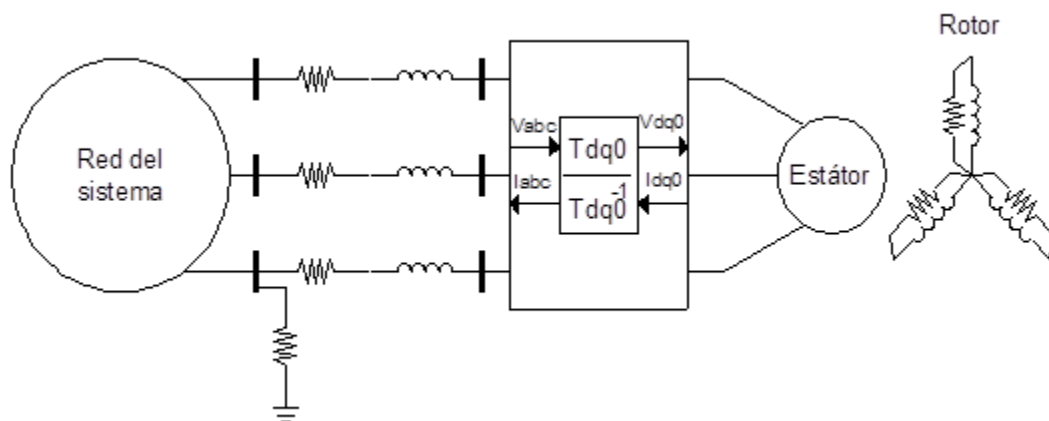 Rotor
Red del
sistema
Vabc
Vdq0
Tdq0
Iabc
Idq0
Tdq0-1
Estátor